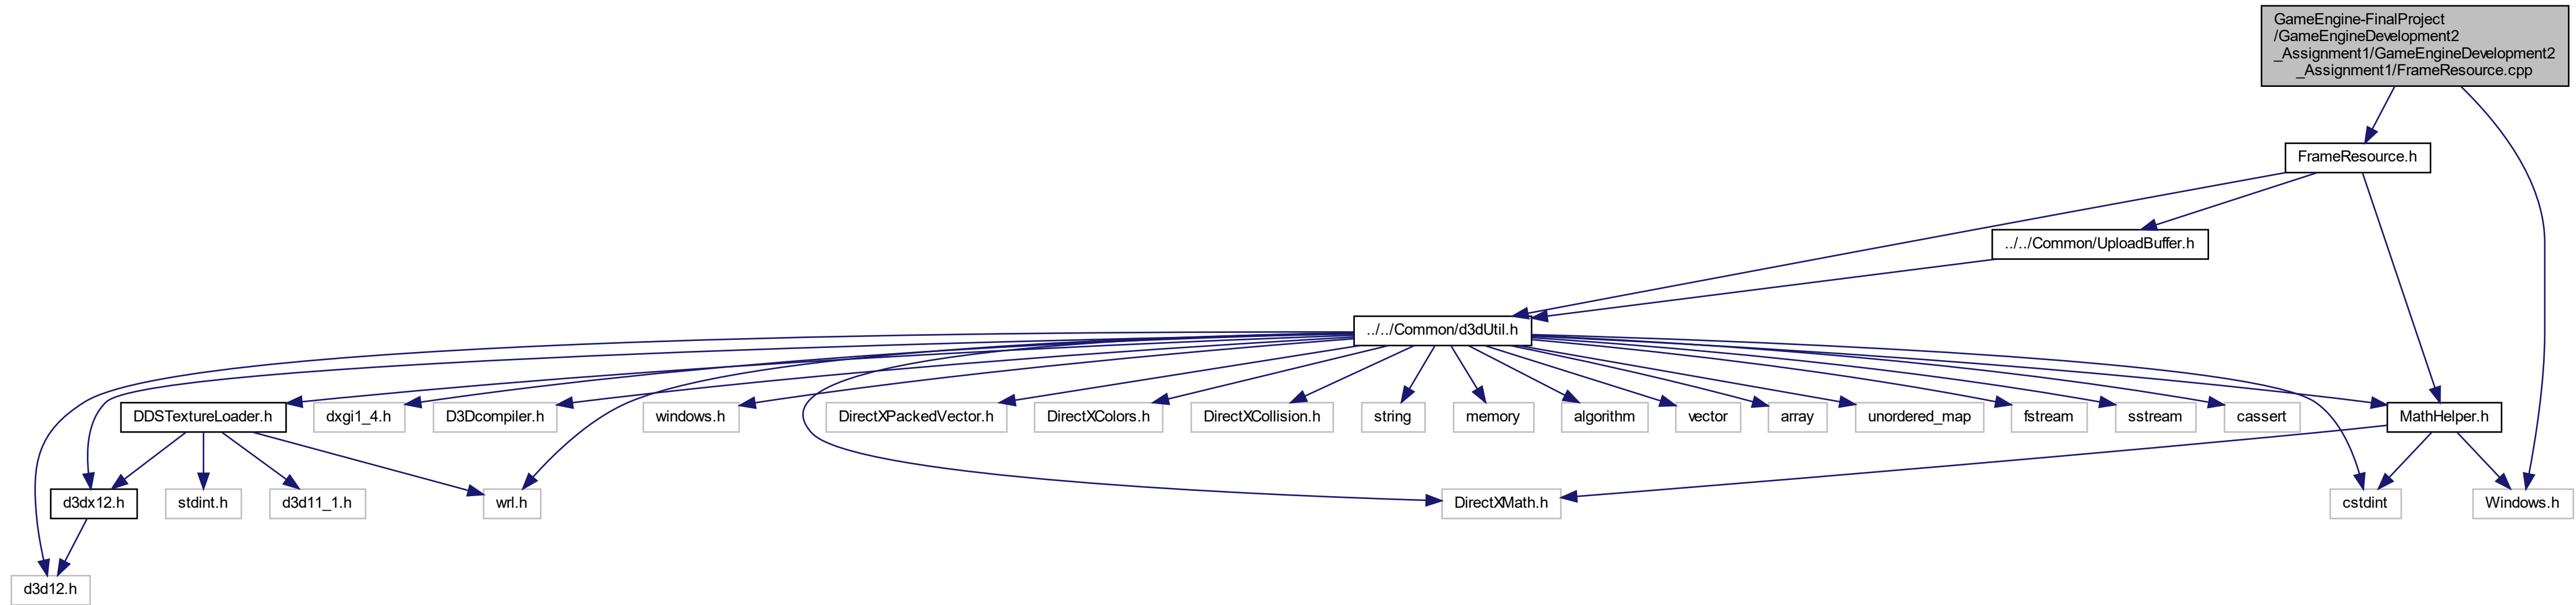 GameEngine-FinalProject
/GameEngineDevelopment2
_Assignment1/GameEngineDevelopment2
_Assignment1/FrameResource.cpp
FrameResource.h
../../Common/UploadBuffer.h
../../Common/d3dUtil.h
DDSTextureLoader.h
dxgi1_4.h
D3Dcompiler.h
windows.h
DirectXPackedVector.h
DirectXColors.h
DirectXCollision.h
string
memory
algorithm
vector
array
unordered_map
fstream
sstream
cassert
MathHelper.h
d3dx12.h
stdint.h
d3d11_1.h
wrl.h
DirectXMath.h
cstdint
Windows.h
d3d12.h